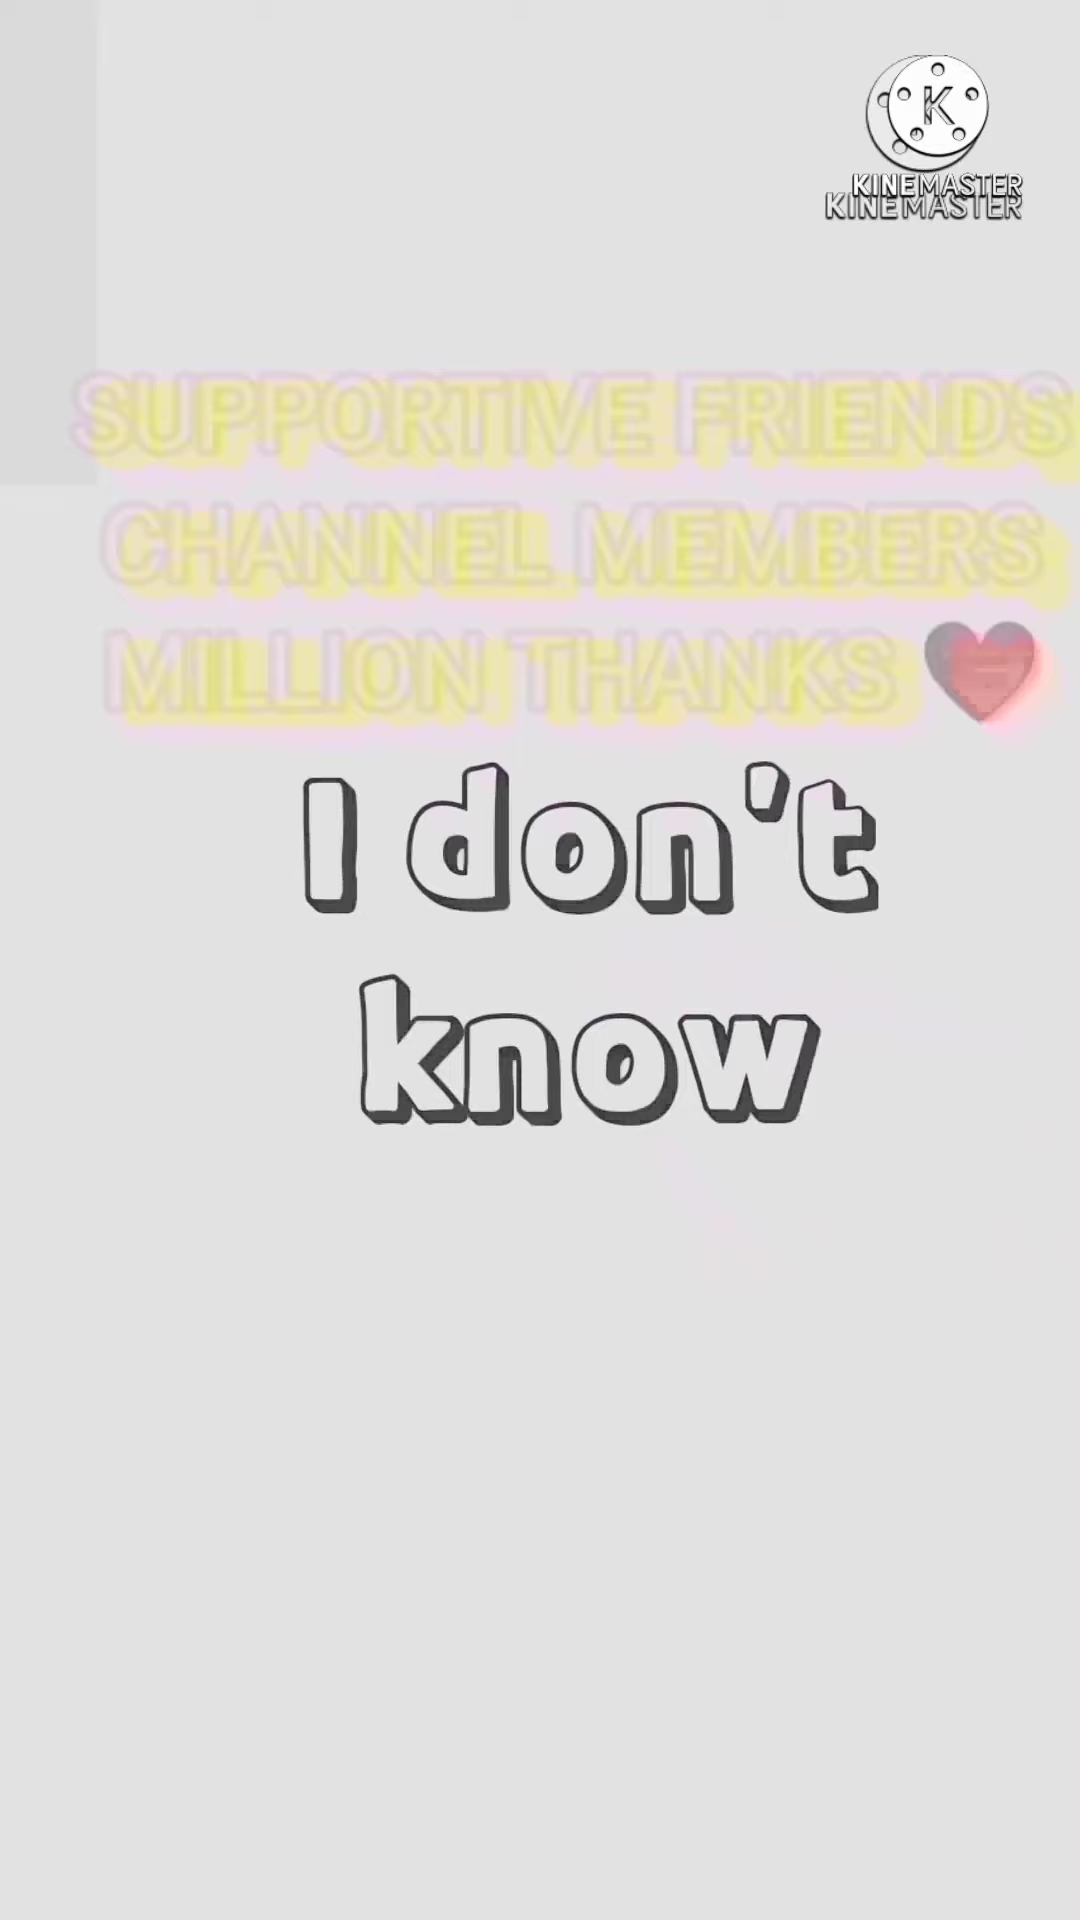 KINEMASTER
KINEMASTER
SUPPORTIVE FRIENDS
CHANNEL MEMBERS
MILLION THANKS ❤
I don't
know